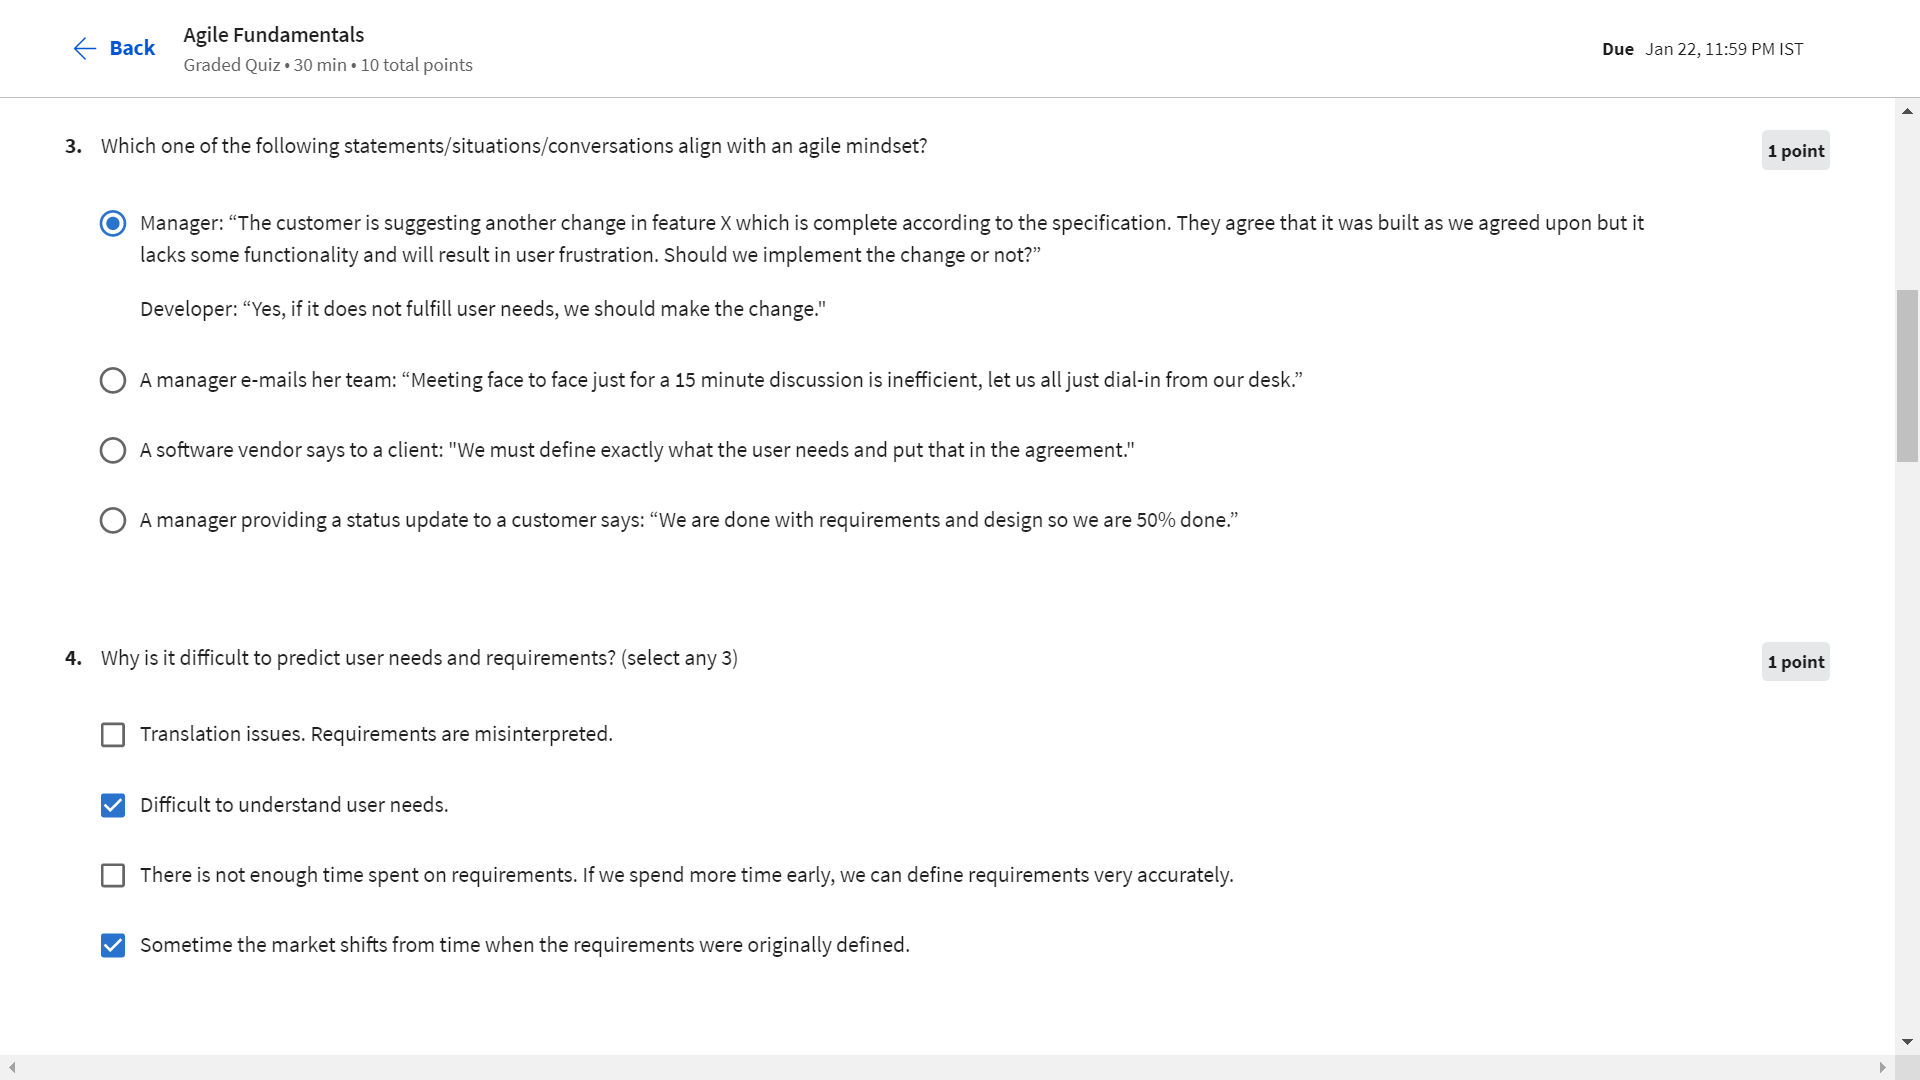 Back
Agile Fundamentals
Graded Quiz • 30 min • 10 total points
Due Jan 22, 11:59 PM IST
3. Which one of the following statements/situations/conversations align with an agile mindset?
1 point
Manager: “The customer is suggesting another change in feature X which is complete according to the specification. They agree that it was built as we agreed upon but it
lacks some functionality and will result in user frustration. Should we implement the change or not?”
Developer: “Yes, if it does not fulfill user needs, we should make the change."
A manager e-mails her team: “Meeting face to face just for a 15 minute discussion is inefficient, let us all just dial-in from our desk.”
A software vendor says to a client: "We must define exactly what the user needs and put that in the agreement."
A manager providing a status update to a customer says: “We are done with requirements and design so we are 50% done.”
4. Why is it difficult to predict user needs and requirements? (select any 3)
1 point
Translation issues. Requirements are misinterpreted.
Difficult to understand user needs.
There is not enough time spent on requirements. If we spend more time early, we can define requirements very accurately.
Sometime the market shifts from time when the requirements were originally defined.